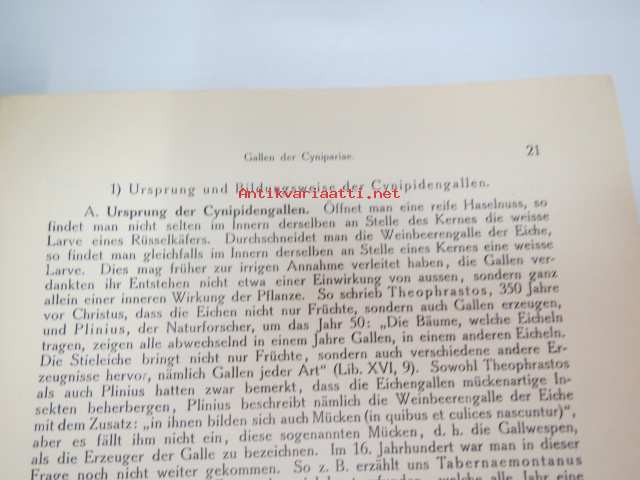 Gallen der Cynipariae. 21
1) Ursprung und Bildungsweise der Cynipidengallen.
Antikvariaatti.net
A. Ursprung der Cynipidengallen. Öffnet man eine reife Haselnuss, so
findet man nicht selten im Innern derselben an Stelle des Kernes die weisse
Larve eines Rüsselkäfers. Durchschneidet man die Weinbeerengalle der Eiche,
so findet man gleichfalls im Innern derselben an Stelle eines Kernes eine weisse
Larve. Dies mag früher zur irrigen Annahme verleitet haben, die Gallen ver-
dankten ihr Entstehen nicht etwa einer Einwirkung von aussen, sondern ganz
allein einer inneren Wirkung der Pflanze. So schrieb Theophrastos, 350 Jahre
vor Christus, dass die Eichen nicht nur Früchte, sondern auch Gallen erzeugen,
und Plinius, der Naturforscher, um das Jahr 50: „Die Bäume, welche Eicheln
tragen, zeigen alle abwechselnd in einem Jahre Gallen, in einem anderen Eicheln.
Die Stieleiche bringt nicht nur Früchte, sondern auch verschiedene andere Er-
zeugnisse hervor, nämlich Gallen jeder Art“ (Lib. XVI, 9). Sowohl Theophrastos
als auch Plinius hatten zwar bemerkt, dass die Eichengallen mückenartige In-
sekten beherbergen, Plinius beschreibt nämlich die Weinbeerengalle der Eiche
mit dem Zusatz: „in ihnen bilden sich auch Mücken (in quibus et culices nascuntur)“,
aber es fällt ihm nicht ein, diese sogenannten Mücken, d. h. die Gallwespen,
als die Erzeuger der Galle zu bezeichnen. Im 16. Jahrhundert war man in dieser
Frage noch nicht weiter gekommen. So z. B. erzählt uns Tabernaemontanus
welche alle Jahr eine